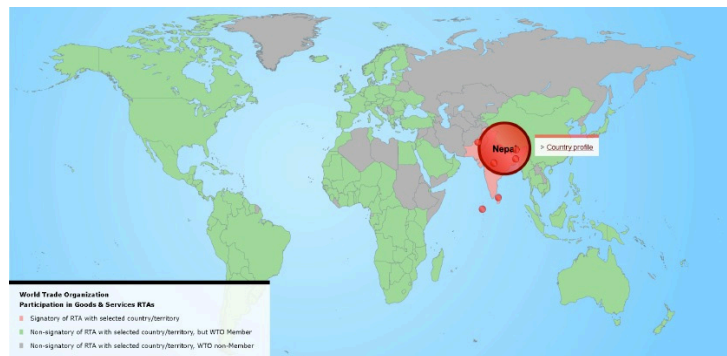 Nepal
Country profile
World Trade Organization
Participation in Goods & Services RTAs
Signatory of RTA with selected country/territory
Non-signatory of RTA with selected country/territory, but WTO Member
Non-signatory of RTA with selected country/territory, WTO non-Member